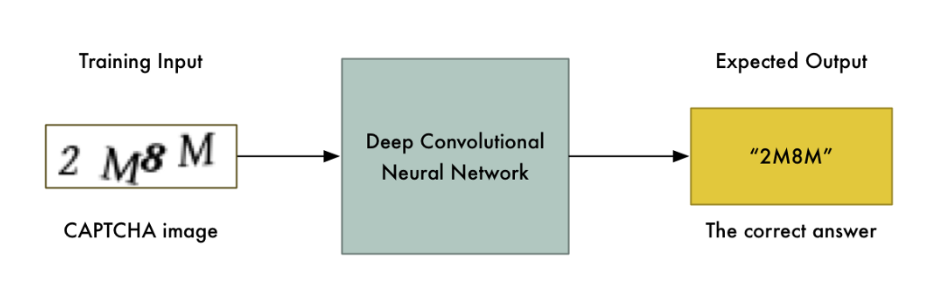 Training Input
Expected Output
2 M8 M
Deep Convolutional
Neural Network
“2M8M”
CAPTCHA image
The correct answer